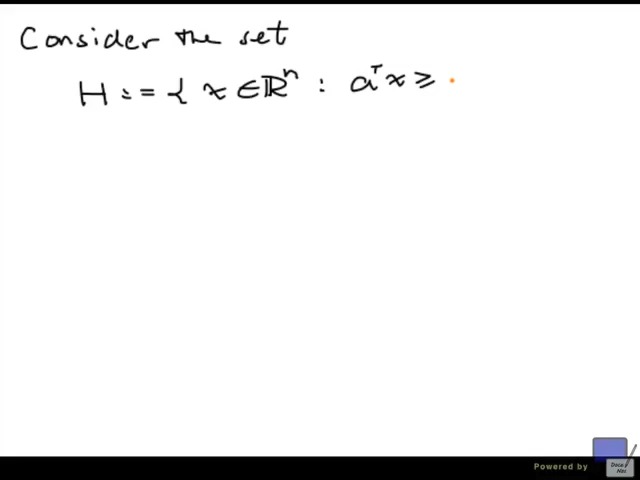 Consider the set
H := { x ∈ ℝⁿ : aᵀx ≥
Powered by